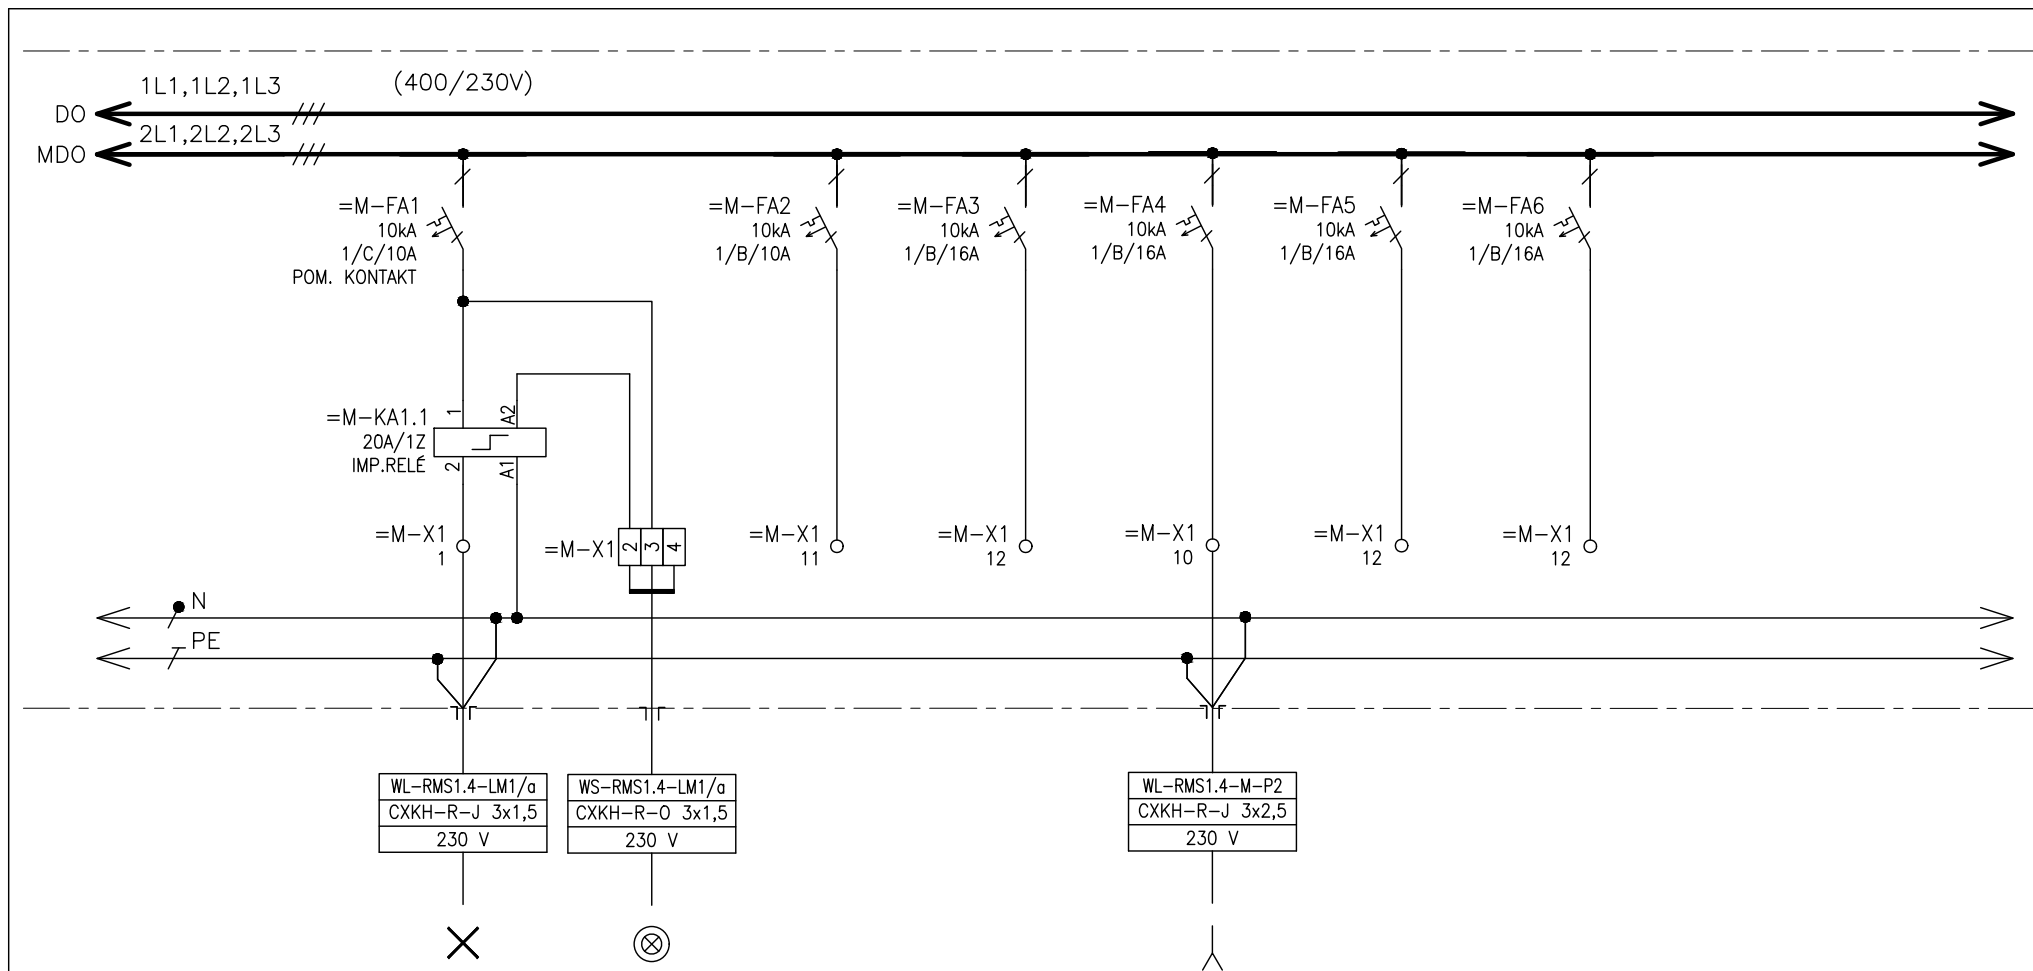 1L1,1L2,1L3
(400/230V)
DO
2L1,2L2,2L3
MDO
=M-FA1
10kA
1/C/10A
POM. KONTAKT
=M-FA2
10kA
1/B/10A
=M-FA3
10kA
1/B/16A
=M-FA4
10kA
1/B/16A
=M-FA5
10kA
1/B/16A
=M-FA6
10kA
1/B/16A
=M-KA1.1
20A/1Z
IMP.RELÉ
1
A2
2
A1
=M-X1
1
=M-X1
2
3
4
=M-X1
11
=M-X1
12
=M-X1
10
=M-X1
12
=M-X1
12
N
PE
WL-RMS1.4-LM1/a
CXKH-R-J 3x1,5
230 V
WS-RMS1.4-LM1/a
CXKH-R-O 3x1,5
230 V
WL-RMS1.4-M-P2
CXKH-R-J 3x2,5
230 V